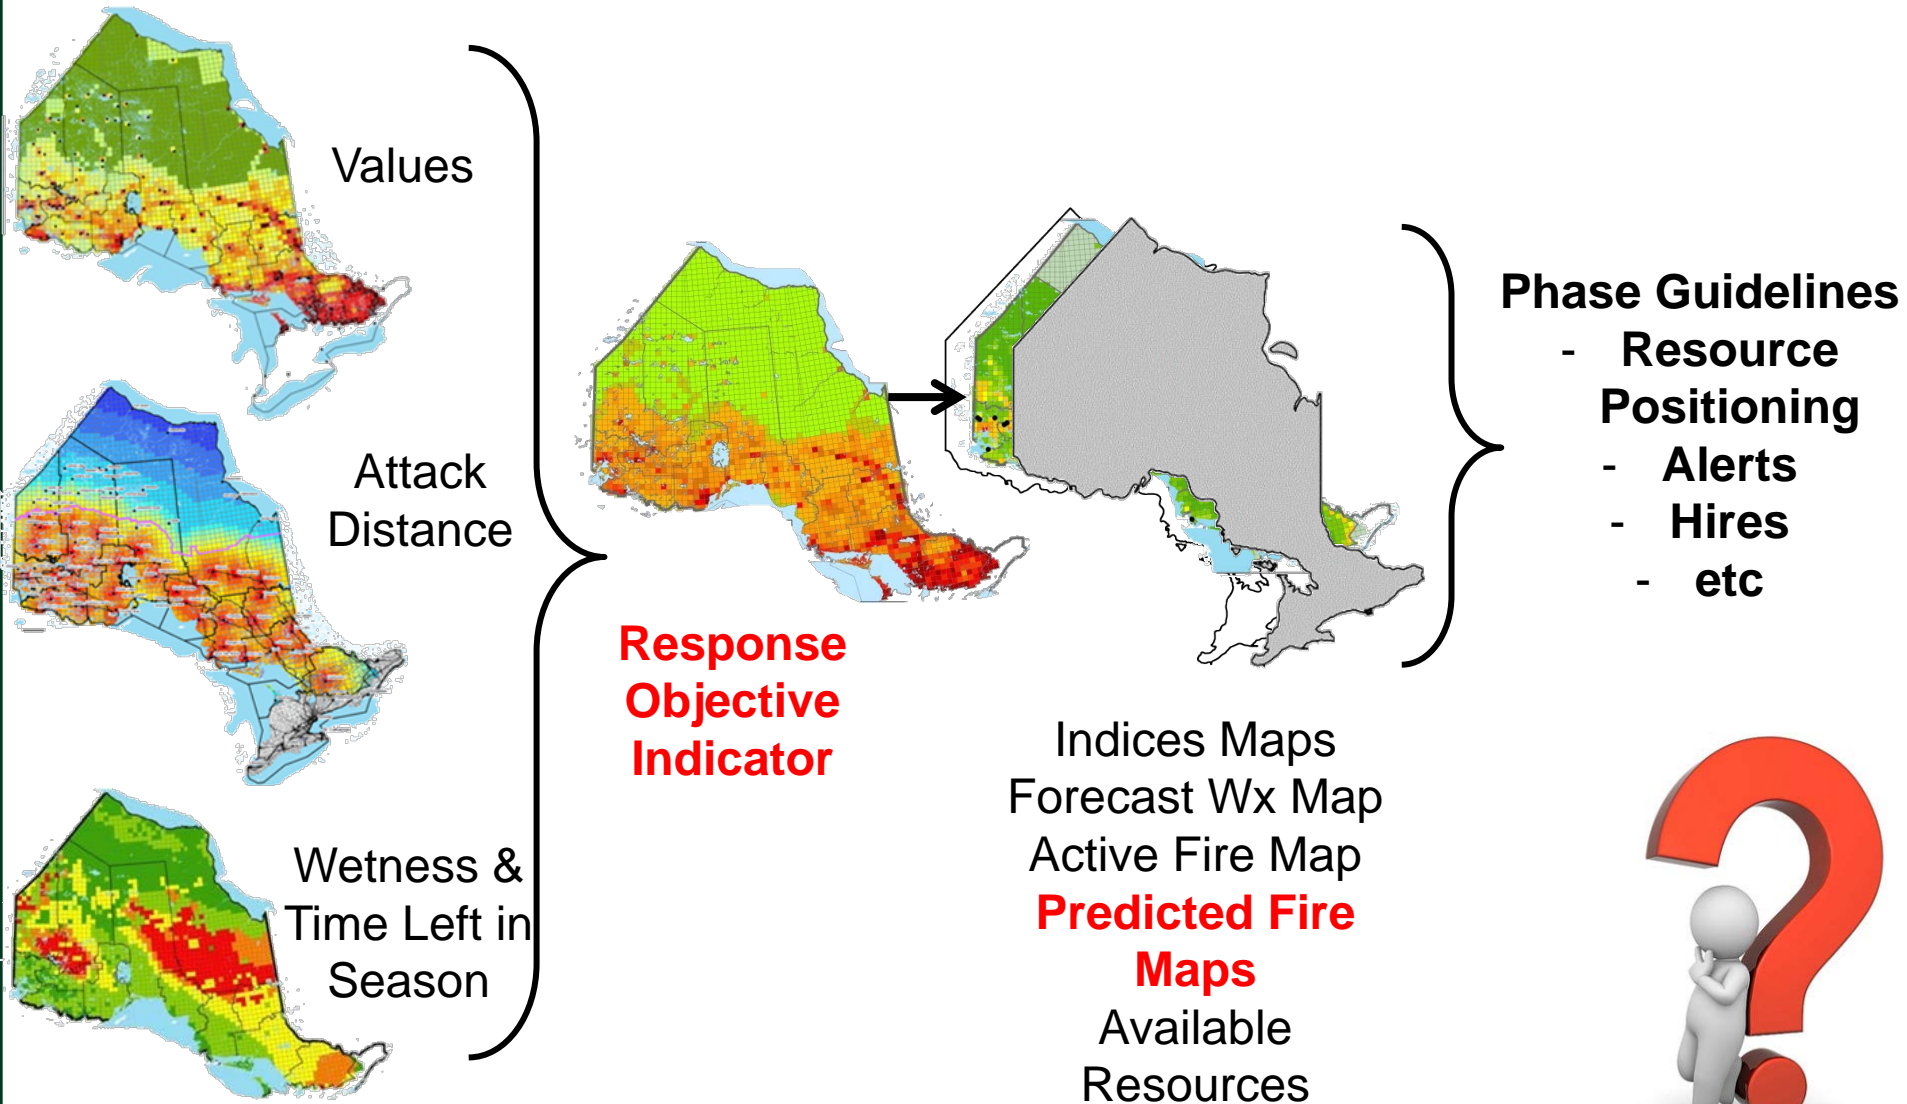 Values
Attack
Distance
Wetness &
Time Left in
Season
Response
Objective
Indicator
Indices Maps
Forecast Wx Map
Active Fire Map
Predicted Fire
Maps
Available
Resources
Phase Guidelines
- Resource
Positioning
- Alerts
- Hires
- etc